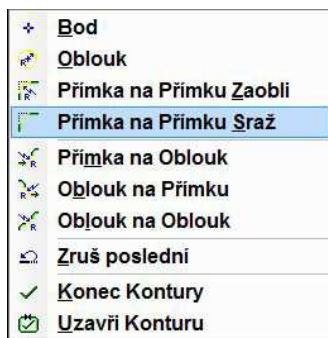 Bod
Oblouk
Přímka na Přímku Zaobli
Přímka na Přímku Sraž
Přímka na Oblouk
Oblouk na Přímku
Oblouk na Oblouk
Zruš poslední
Konec Kontury
Uzavři Konturu